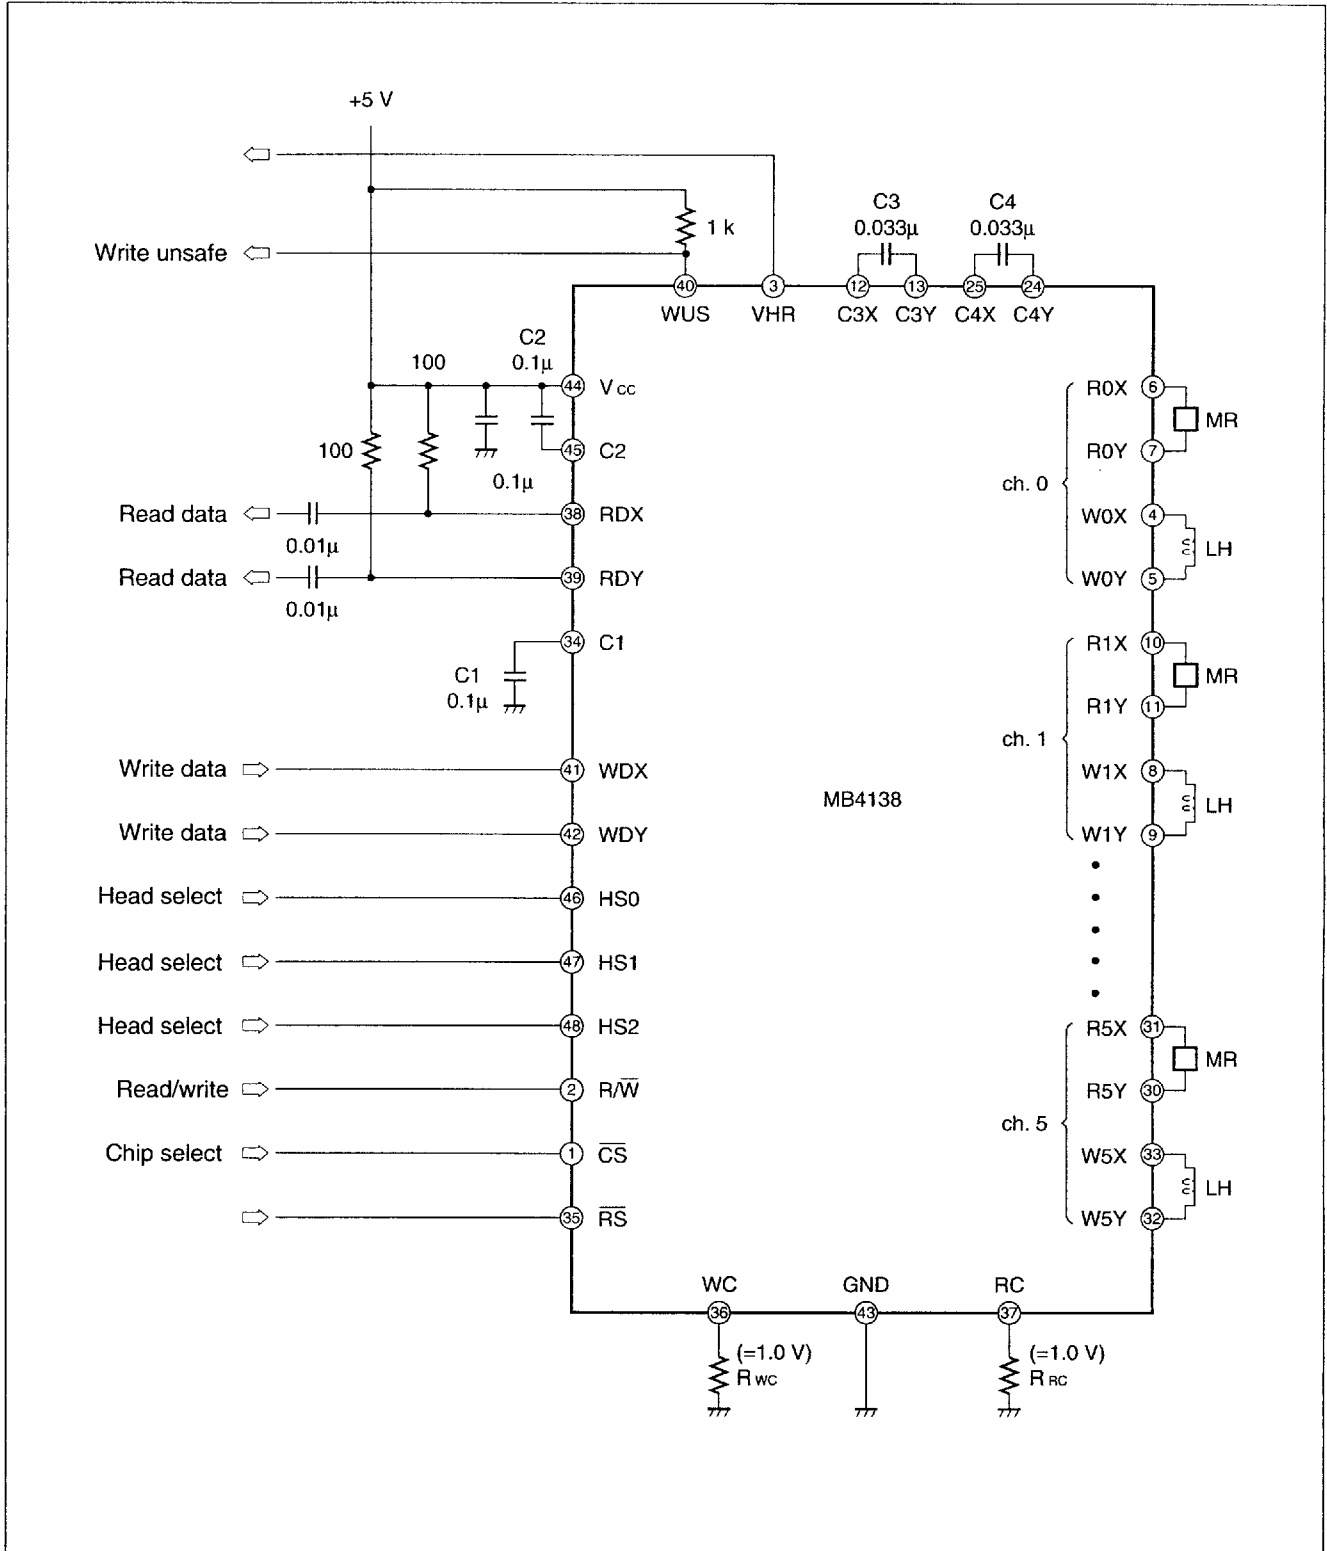 +5 V
1 k
Write unsafe
C3
0.033µ
C4
0.033µ
40
3
12
13
25
24
WUS
VHR
C3X
C3Y
C4X
C4Y
C2
0.1µ
100
44
Vcc
100
45
C2
0.1µ
Read data
0.01µ
38
RDX
Read data
0.01µ
39
RDY
34
C1
C1
0.1µ
Write data
41
WDX
Write data
42
WDY
Head select
46
HS0
Head select
47
HS1
Head select
48
HS2
Read/write
2
R/W̅
Chip select
1
C̅S̅
35
R̅S̅
MB4138
ch. 0
R0X
6
MR
R0Y
7
W0X
4
LH
W0Y
5
ch. 1
R1X
10
MR
R1Y
11
W1X
8
LH
W1Y
9
ch. 5
R5X
31
MR
R5Y
30
W5X
33
LH
W5Y
32
WC
36
(=1.0 V)
R WC
GND
43
RC
37
(=1.0 V)
R RC